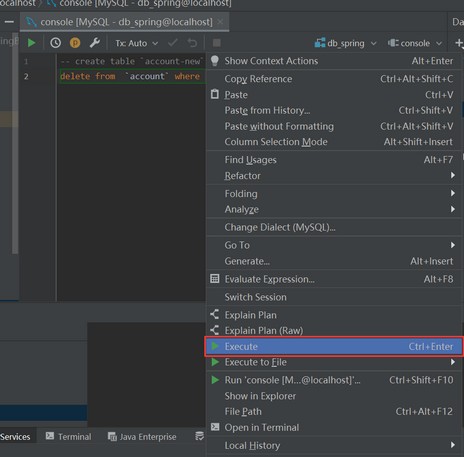 localhost)
console [MySQL - db_spring@localhost]
console [MySQL - db_spring@localhost]
Da
Tx: Auto
db_spring
console
1
-- create table `account-new`
2
delete from `account` where
Show Context Actions Alt+Enter
Copy Reference Ctrl+Alt+Shift+C
Paste Ctrl+V
Paste from History... Ctrl+Shift+V
Paste without Formatting Ctrl+Alt+Shift+V
Column Selection Mode Alt+Shift+Insert
Find Usages Alt+F7
Refactor
Folding
Analyze
Change Dialect (MySQL)...
Go To
Generate... Alt+Insert
Evaluate Expression... Alt+F8
Switch Session
Explain Plan
Explain Plan (Raw)
Execute Ctrl+Enter
Execute to File
Run 'console [M...@localhost]'... Ctrl+Shift+F10
Show in Explorer
File Path Ctrl+Alt+F12
Open in Terminal
Local History
Services
Terminal
Java Enterprise